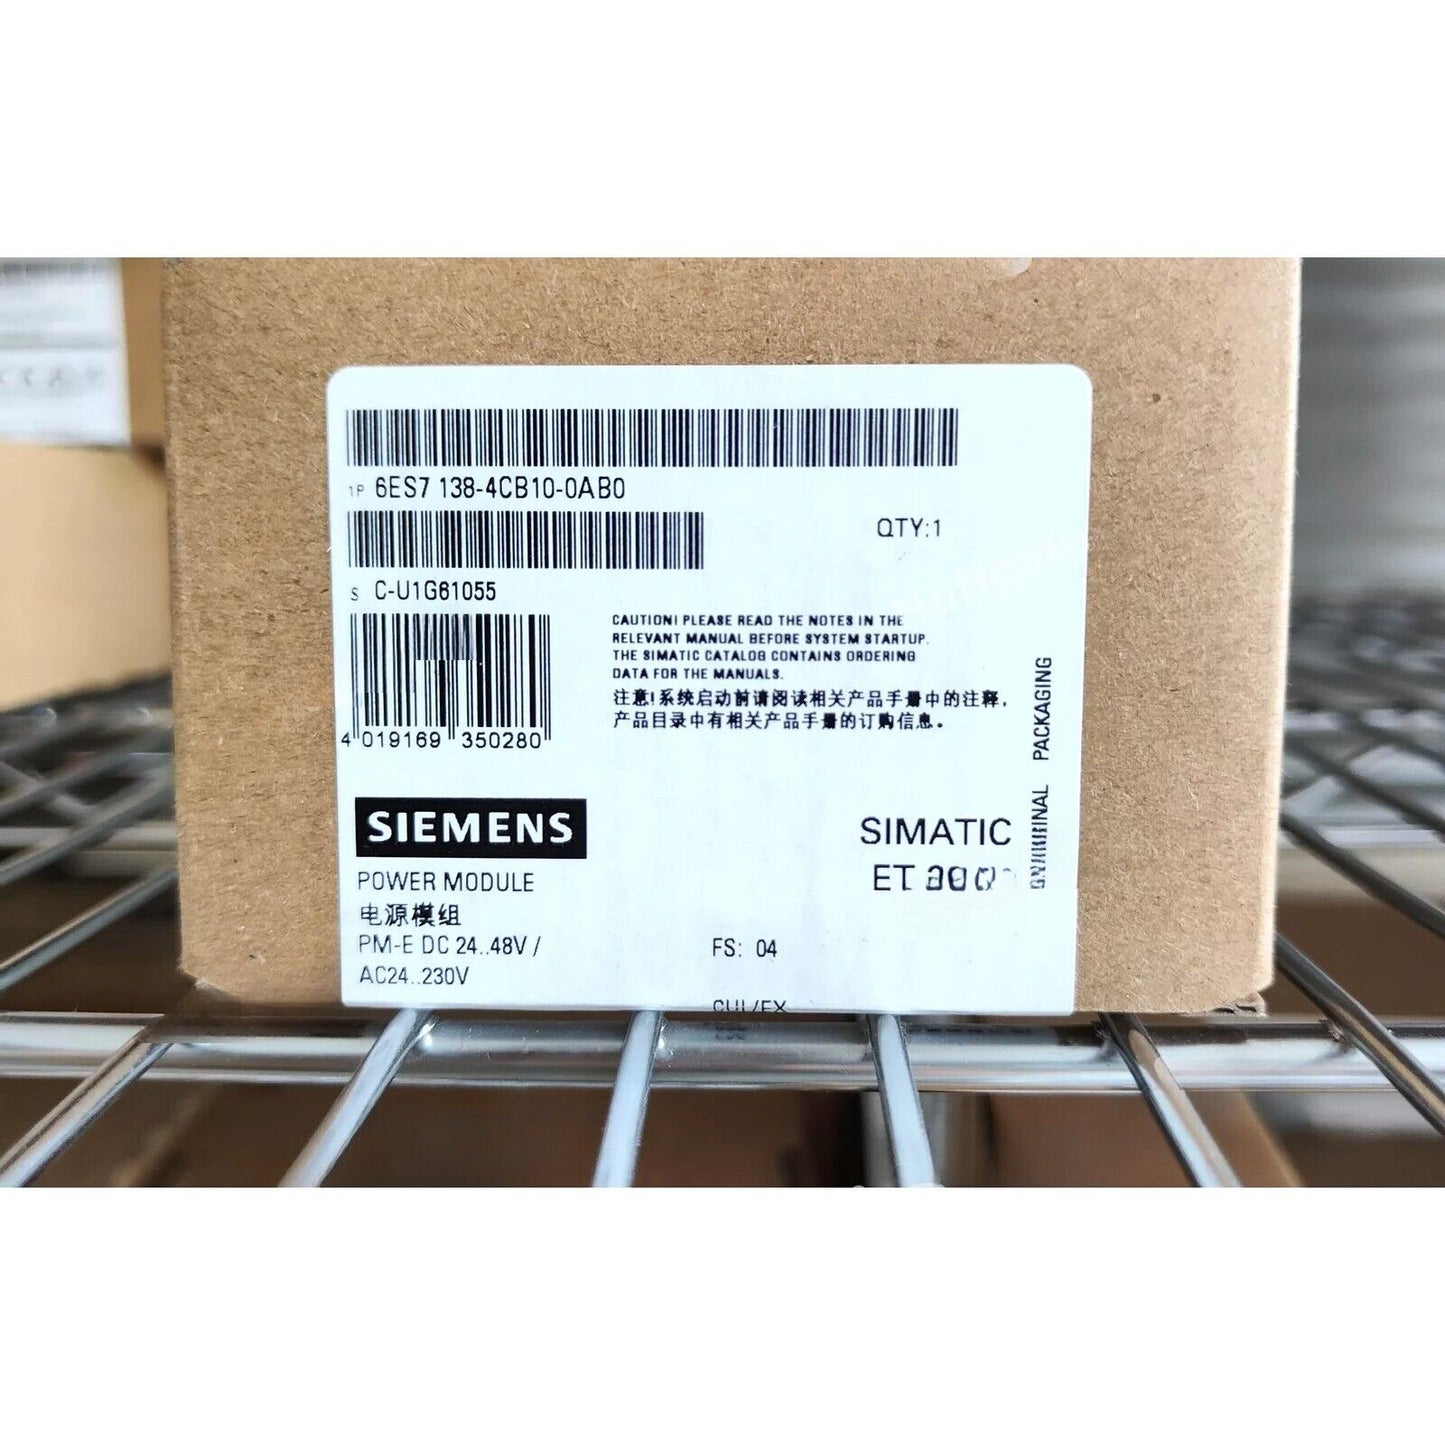 1P 6ES7 138-4CB10-0AB0
QTY:1
S C-U1G61055
CAUTION! PLEASE READ THE NOTES IN THE
RELEVANT MANUAL BEFORE SYSTEM STARTUP.
THE SIMATIC CATALOG CONTAINS ORDERING
DATA FOR THE MANUALS.
注意!系统启动前请阅读相关产品手册中的注释,
产品目录中有相关产品手册的订购信息。
4 019169 350280
PACKAGING
SIEMENS
SIMATIC
ET
POWER MODULE
电源模组
PM-E DC 24..48V /
AC24..230V
FS: 04